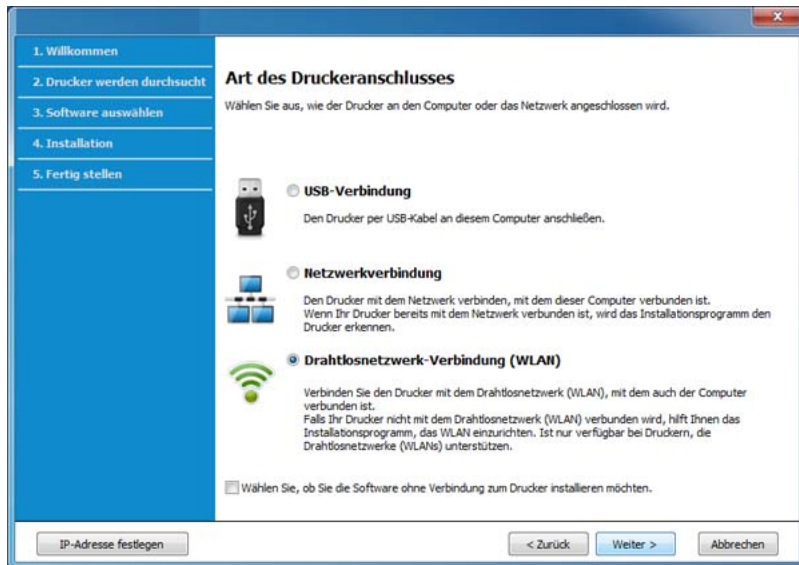 1. Willkommen
2. Drucker werden durchsucht
3. Software auswählen
4. Installation
5. Fertig stellen
Art des Druckeranschlusses
Wählen Sie aus, wie der Drucker an den Computer oder das Netzwerk angeschlossen wird.
USB-Verbindung
Den Drucker per USB-Kabel an diesem Computer anschließen.
Netzwerkverbindung
Den Drucker mit dem Netzwerk verbinden, mit dem dieser Computer verbunden ist.
Wenn Ihr Drucker bereits mit dem Netzwerk verbunden ist, wird das Installationsprogramm den
Drucker erkennen.
Drahtlosnetzwerk-Verbindung (WLAN)
Verbinden Sie den Drucker mit dem Drahtlosnetzwerk (WLAN), mit dem auch der Computer
verbunden ist.
Falls Ihr Drucker nicht mit dem Drahtlosnetzwerk (WLAN) verbunden wird, hilft Ihnen das
Installationsprogramm, das WLAN einzurichten. Ist nur verfügbar bei Druckern, die
Drahtlosnetzwerke (WLANs) unterstützen.
Wählen Sie, ob Sie die Software ohne Verbindung zum Drucker installieren möchten.
IP-Adresse festlegen
< Zurück
Weiter >
Abbrechen